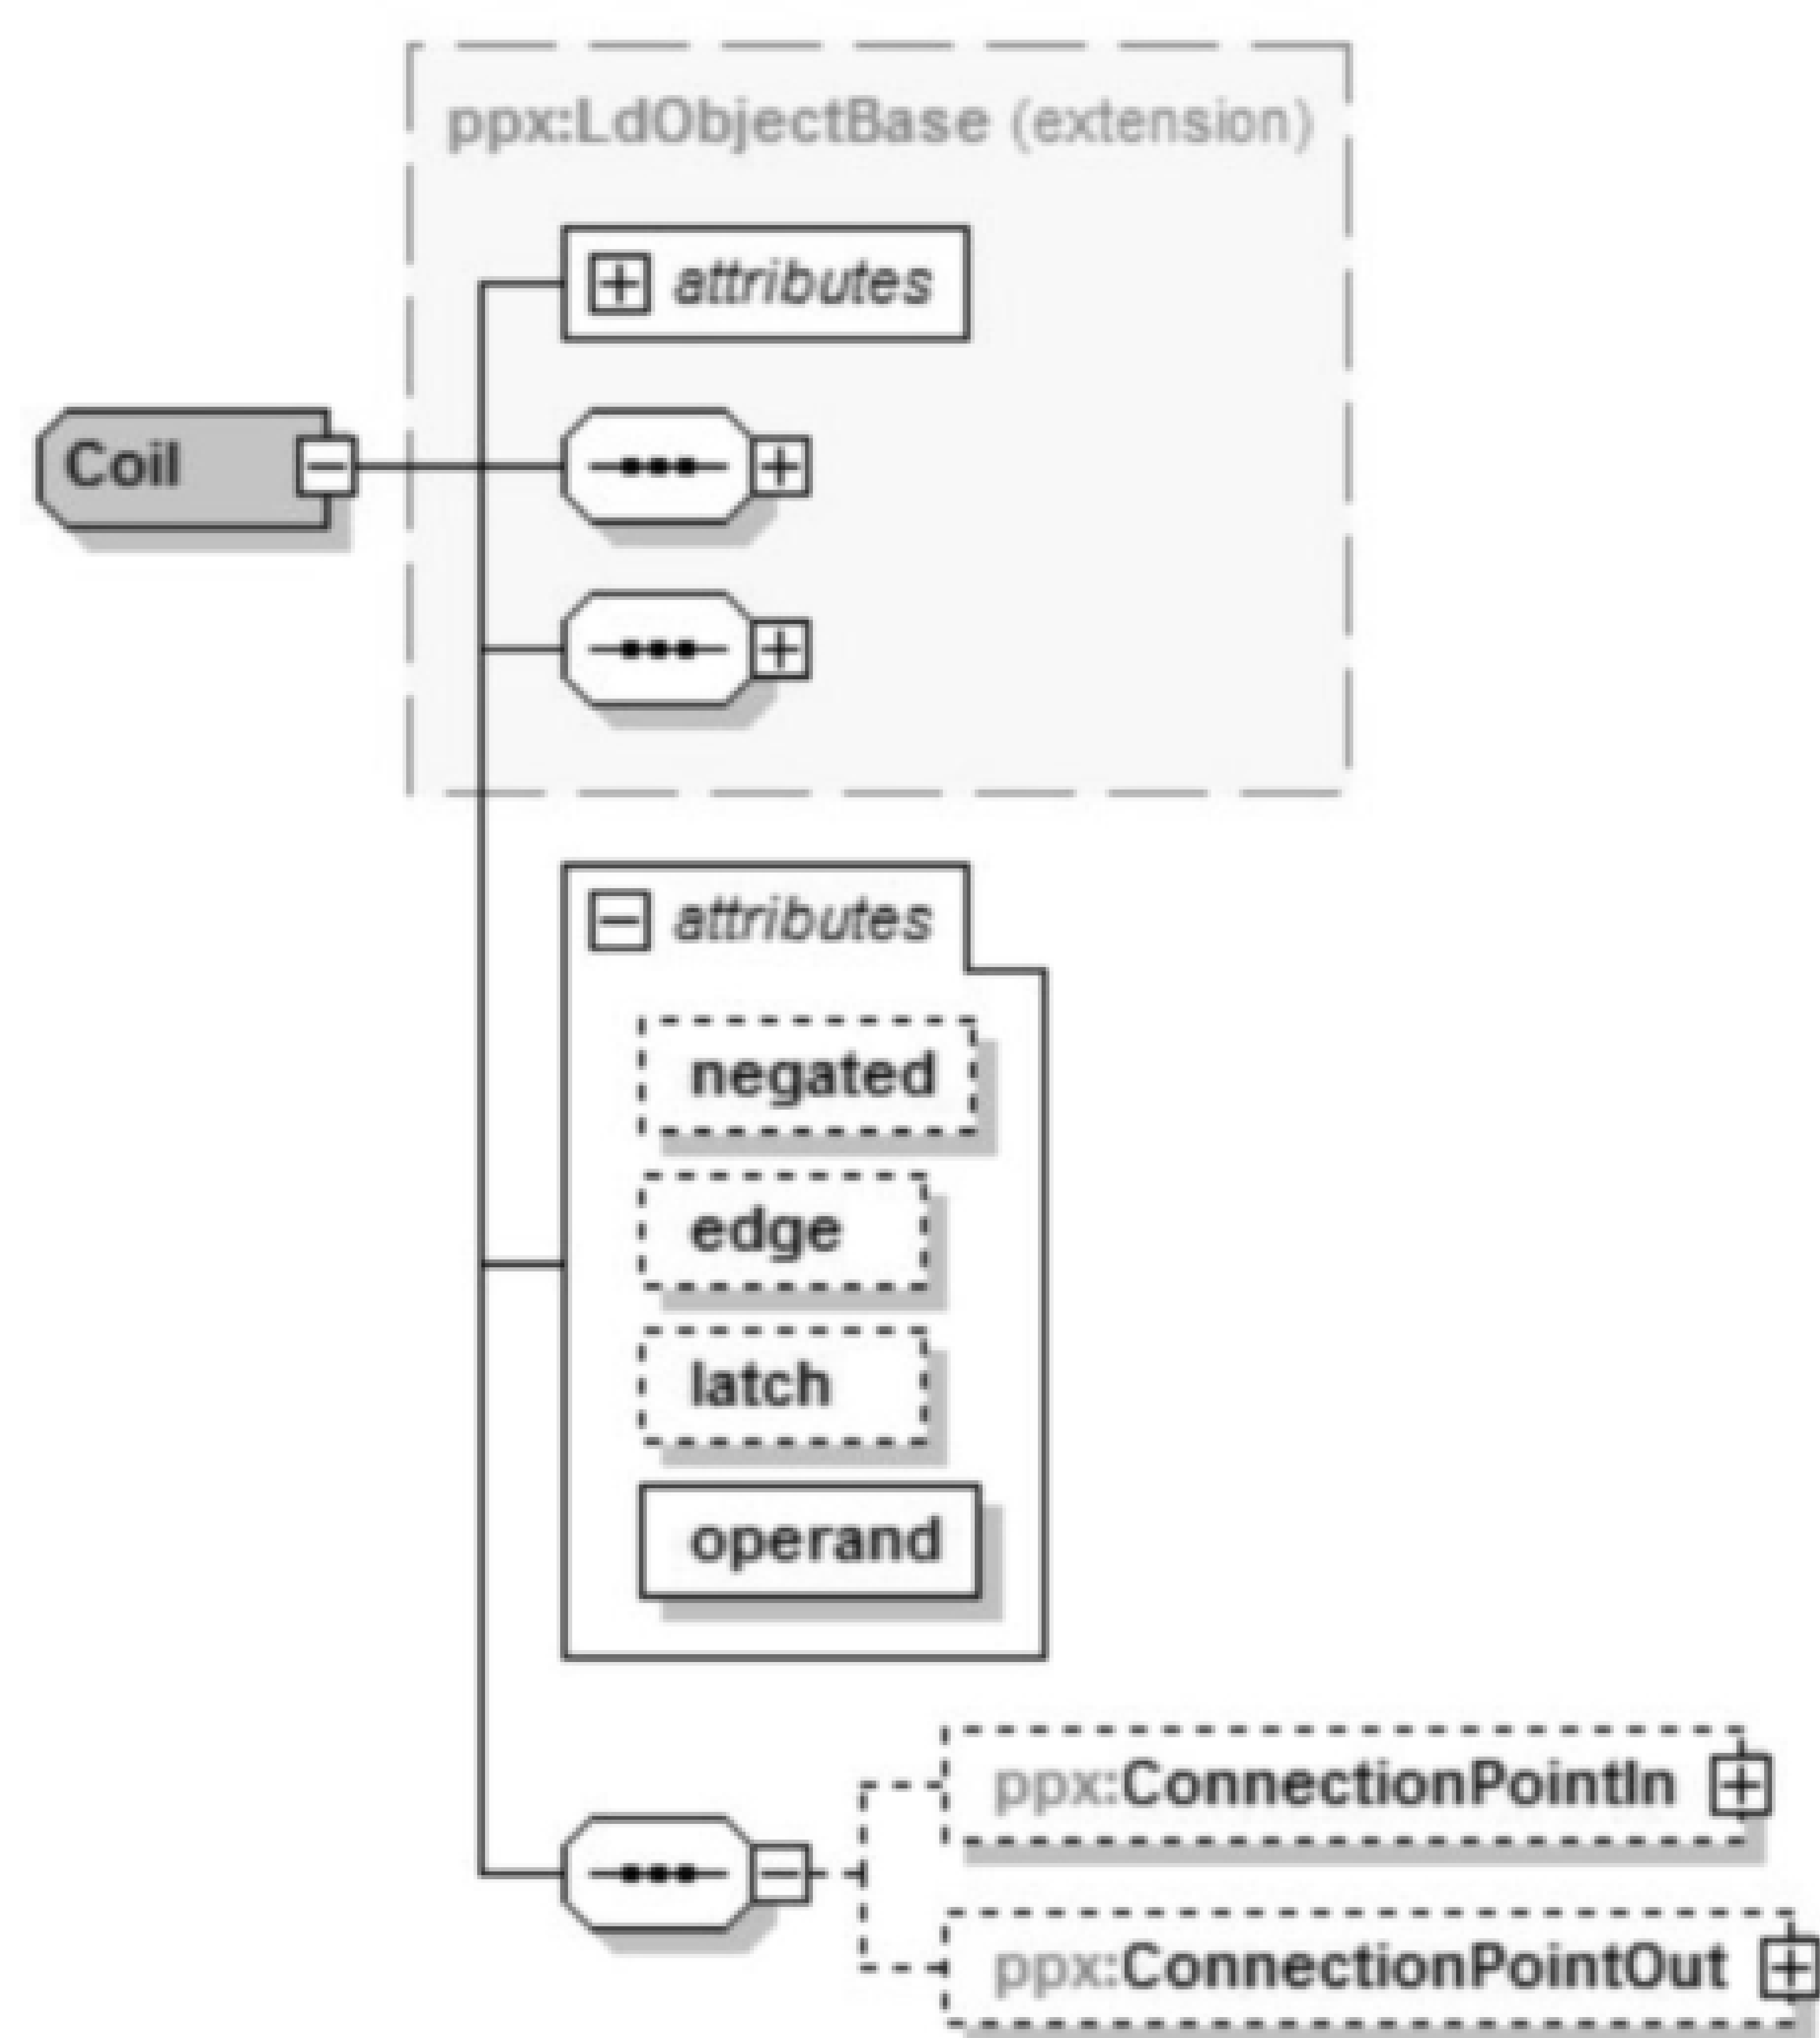 ppx:LdObjectBase (extension)
attributes
Coil
attributes
negated
edge
latch
operand
ppx:ConnectionPointIn
ppx:ConnectionPointOut